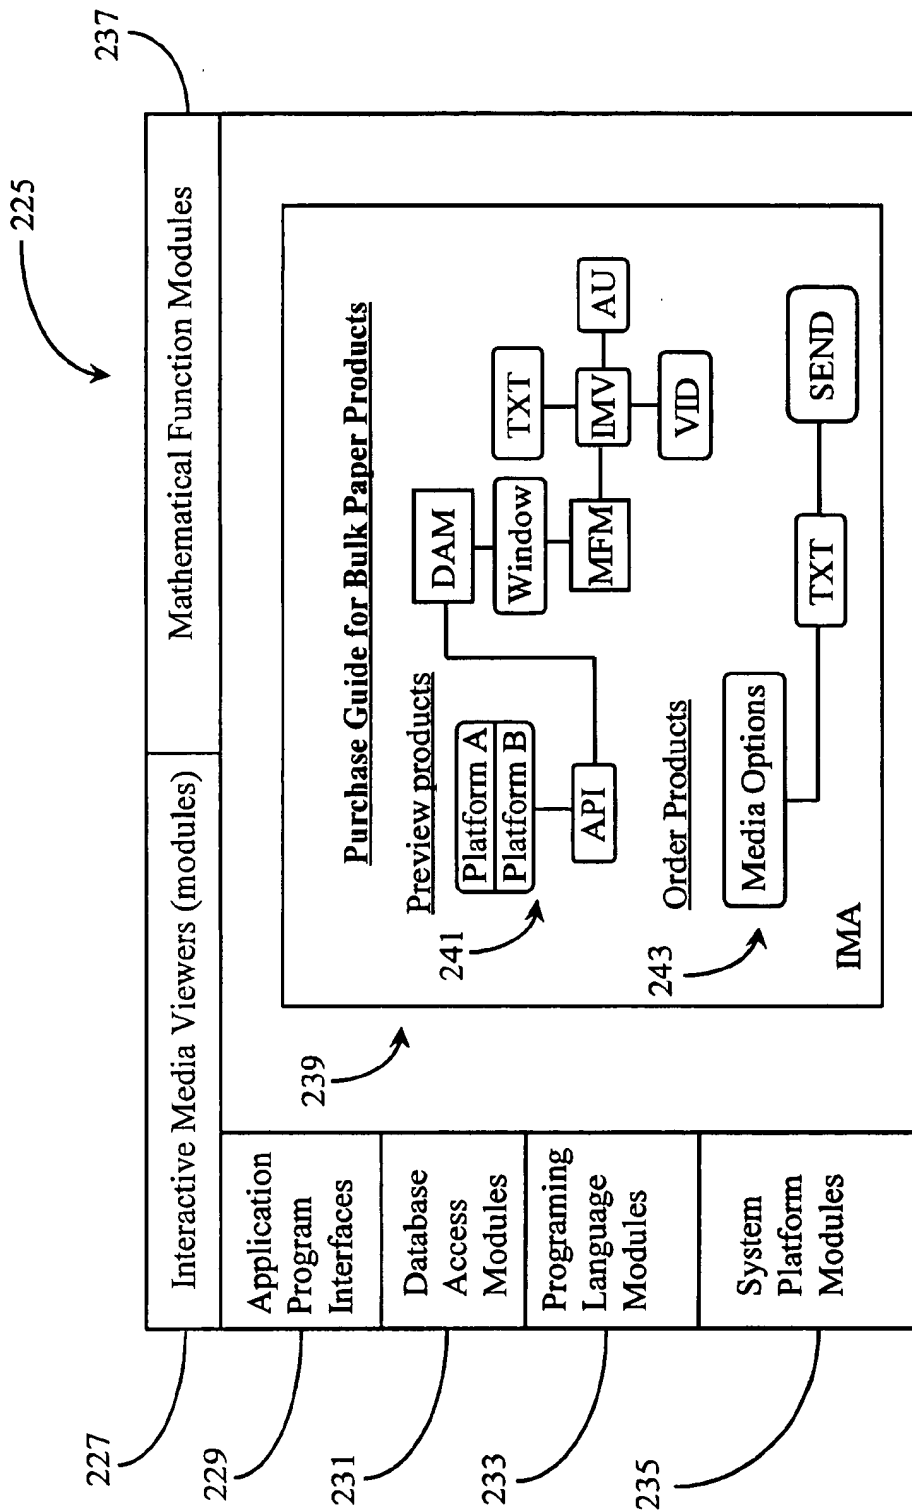 225
237
227
Interactive Media Viewers (modules)
Mathematical Function Modules
229
Application
Program
Interfaces
231
Database
Access
Modules
233
Programing
Language
Modules
235
System
Platform
Modules
239
Purchase Guide for Bulk Paper Products
Preview products
241
Platform A
Platform B
API
DAM
Window
MFM
TXT
IMV
AU
VID
Order Products
243
Media Options
TXT
SEND
IMA